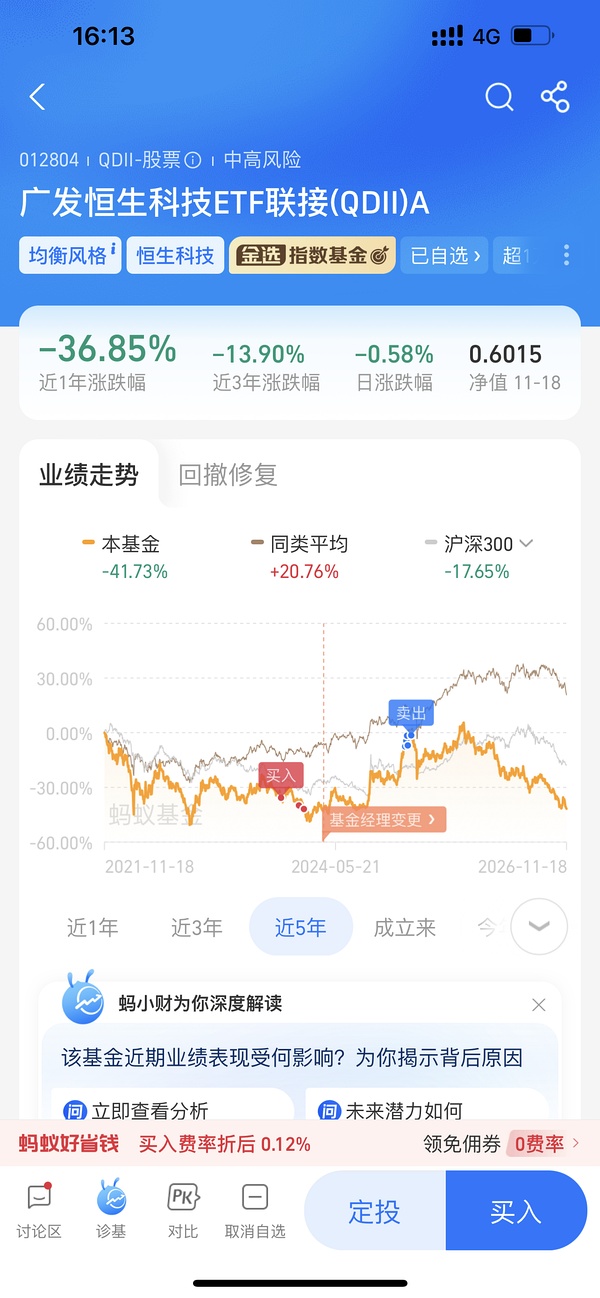 16:13
4G
012804 | QDII-股票 | 中高风险
广发恒生科技ETF联接(QDII)A
均衡风格 i 恒生科技 金选 指数基金 已自选 超1
-36.85% -13.90% -0.58% 0.6015
近1年涨跌幅 近3年涨跌幅 日涨跌幅 净值 11-18
业绩走势 回撤修复
本基金 同类平均 沪深300
-41.73% +20.76% -17.65%
60.00%
30.00%
卖出
0.00%
买入
-30.00%
蚂蚁基金
基金经理变更
-60.00%
2021-11-18 2024-05-21 2026-11-18
近1年 近3年 近5年 成立来 今
蚂小财为你深度解读
该基金近期业绩表现受何影响？为你揭示背后原因
问 立即查看分析 问 未来潜力如何
蚂蚁好省钱 买入费率折后 0.12% 领免佣券 0费率
讨论区 诊基 PK 对比 取消自选 定投 买入